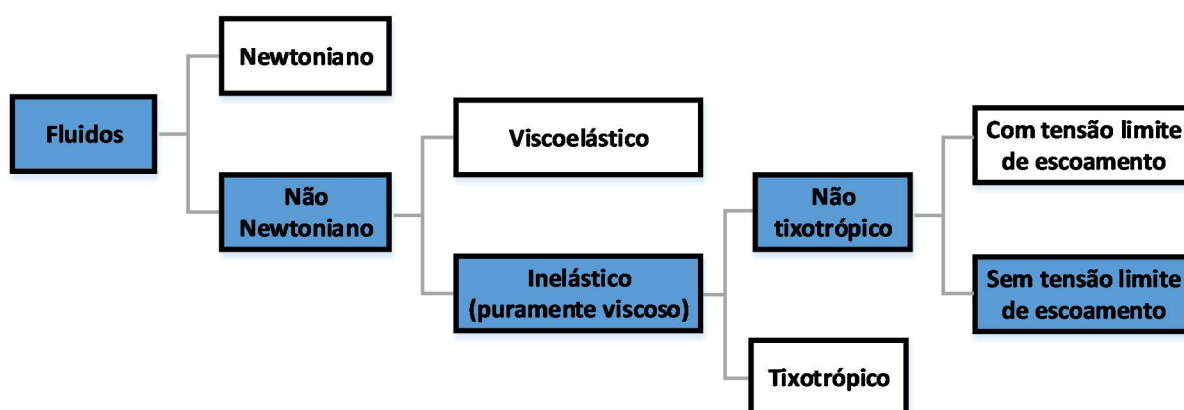 Fluidos
Newtoniano
Não
Newtoniano
Viscoelástico
Inelástico
(puramente viscoso)
Não
tixotrópico
Tixotrópico
Com tensão limite
de escoamento
Sem tensão limite
de escoamento